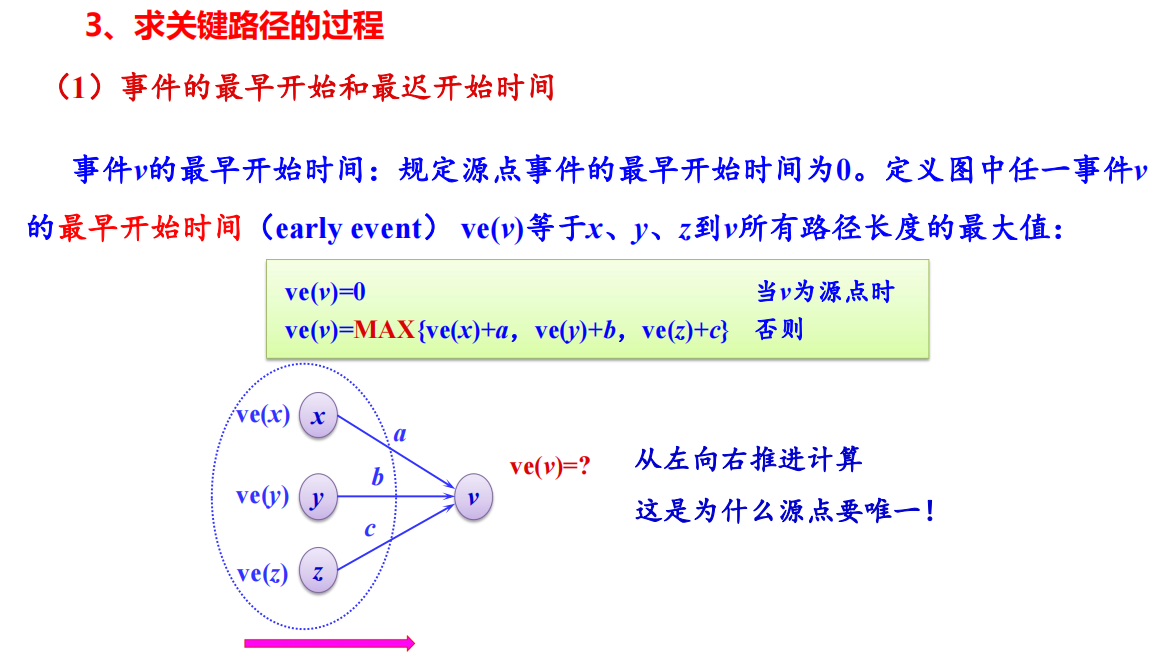 3、求关键路径的过程
（1）事件的最早开始和最迟开始时间
事件v的最早开始时间：规定源点事件的最早开始时间为0。定义图中任一事件v
的最早开始时间（early event） ve(v)等于x、y、z到v所有路径长度的最大值：
ve(v)=0 当v为源点时
ve(v)=MAX{ve(x)+a，ve(y)+b，ve(z)+c} 否则
ve(x) x
a
ve(v)=? 从左向右推进计算
b
ve(y) y v
这是为什么源点要唯一！
c
ve(z) z